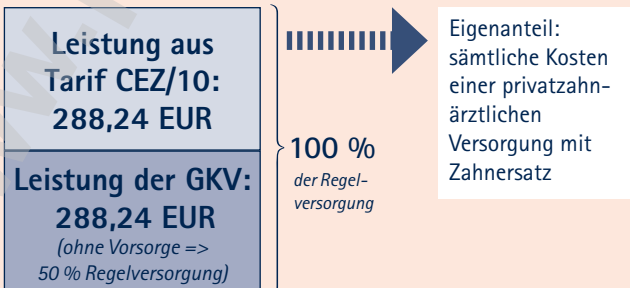 Leistung aus
Tarif CEZ/10:
288,24 EUR
Leistung der GKV:
288,24 EUR
(ohne Vorsorge =>
50 % Regelversorgung)
100 %
der Regel-
versorgung
Eigenanteil:
sämtliche Kosten
einer privatzahn-
ärztlichen
Versorgung mit
Zahnersatz